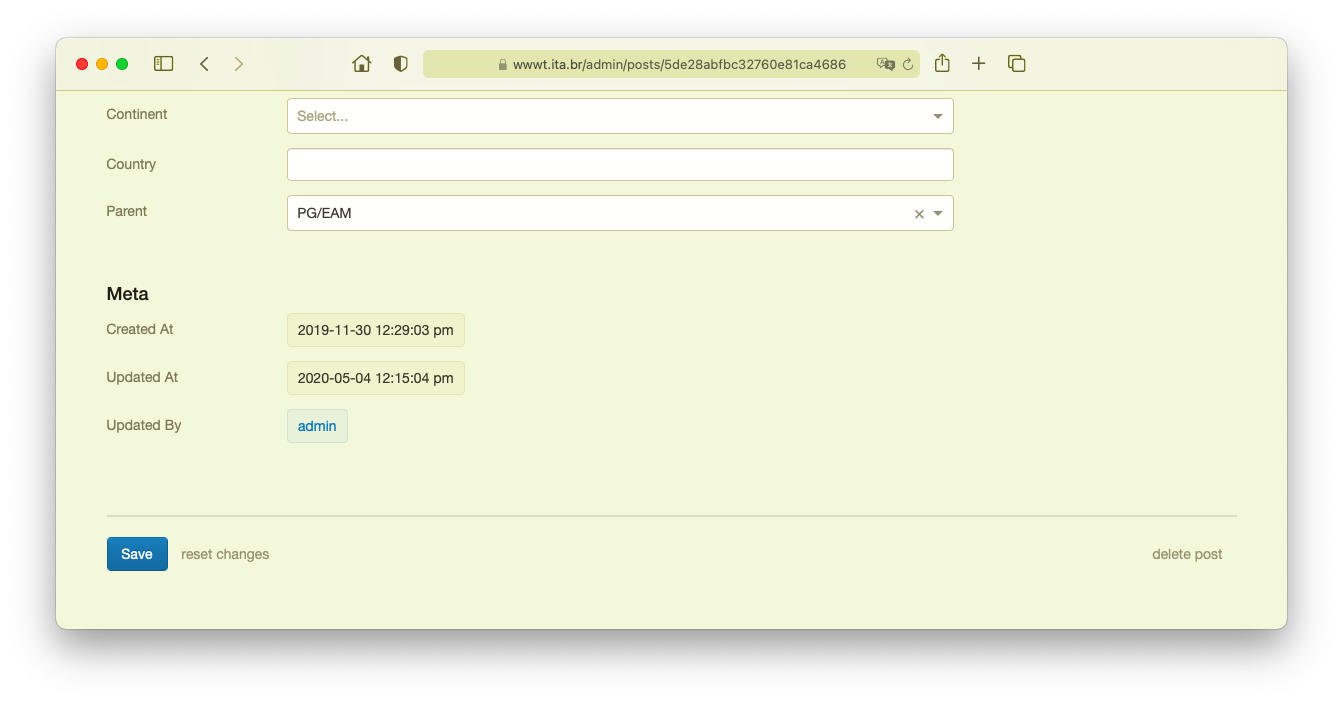 wwwt.ita.br/admin/posts/5de28abfbc32760e81ca4686
Continent
Select...
Country
Parent
PG/EAM
Meta
Created At
2019-11-30 12:29:03 pm
Updated At
2020-05-04 12:15:04 pm
Updated By
admin
Save
reset changes
delete post